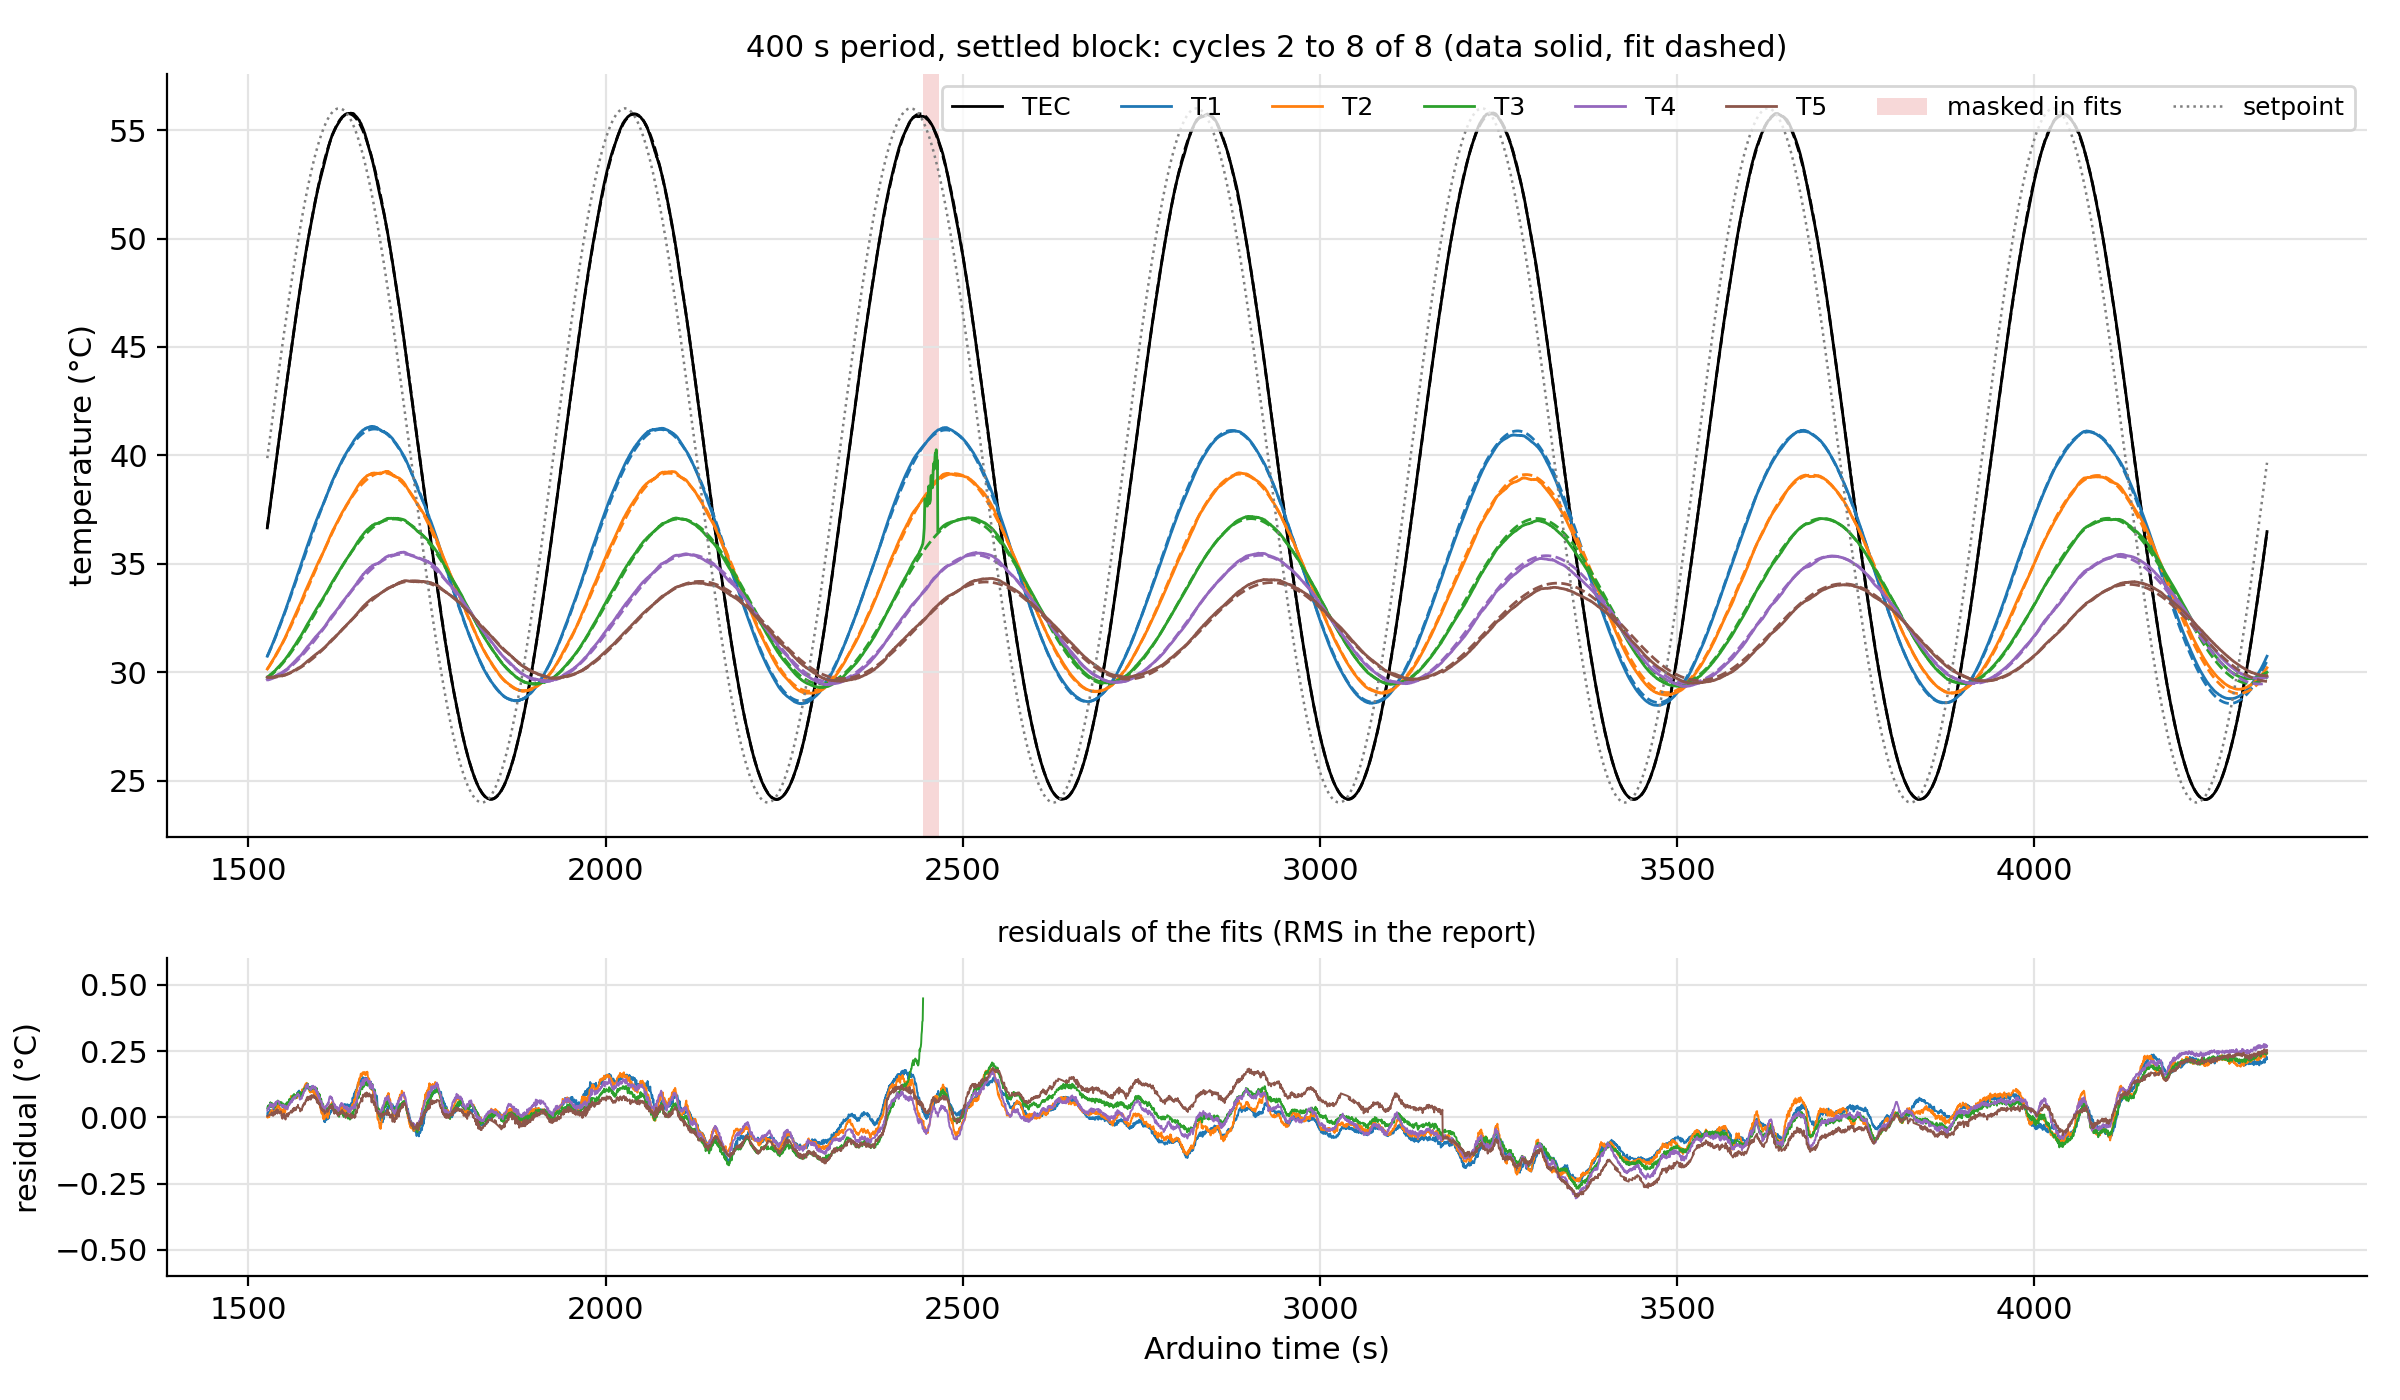 400 s period, settled block: cycles 2 to 8 of 8 (data solid, fit dashed)
TEC T1 T2 T3 T4 T5 masked in fits setpoint
temperature (°C)
55
50
45
40
35
30
25
1500 2000 2500 3000 3500 4000
residuals of the fits (RMS in the report)
residual (°C)
0.50
0.25
0.00
−0.25
−0.50
1500 2000 2500 3000 3500 4000
Arduino time (s)